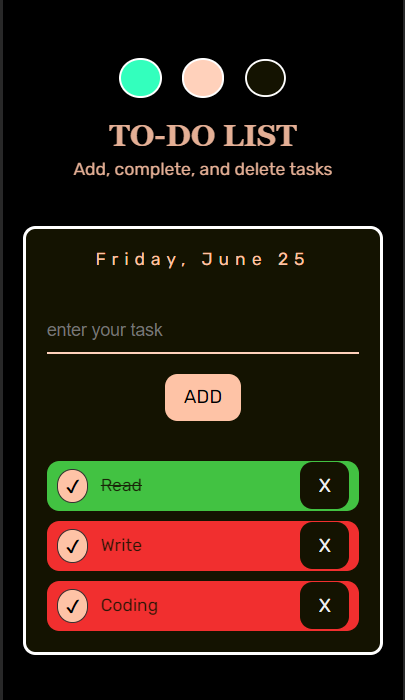 TO-DO LIST
Add, complete, and delete tasks
Friday, June 25
enter your task
ADD
✓ Read X
✓ Write X
✓ Coding X